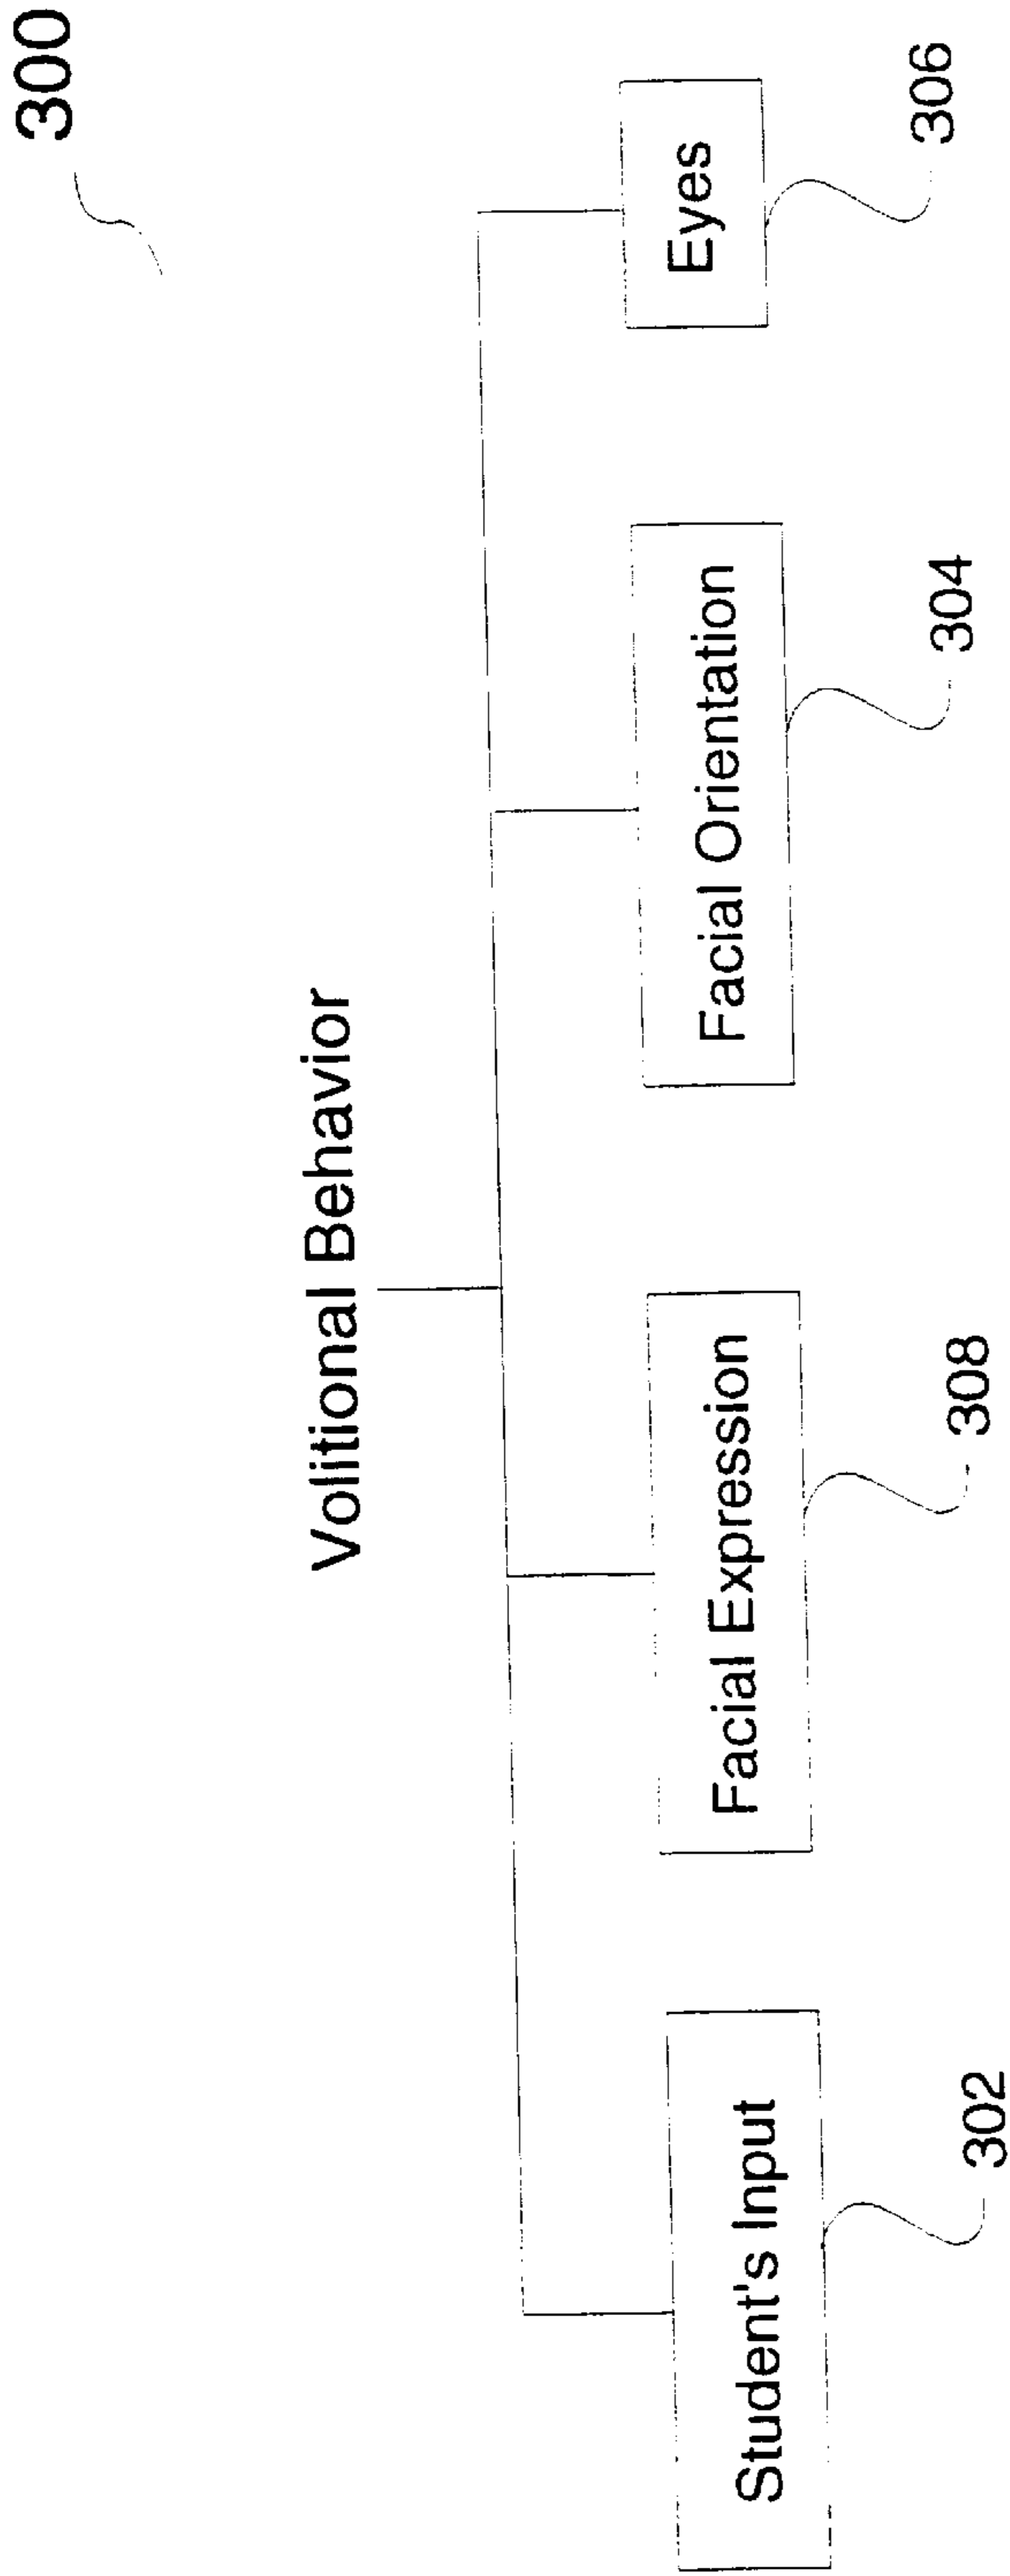 300
Volitional Behavior
Student's Input
Facial Expression
Facial Orientation
Eyes
302
308
304
306